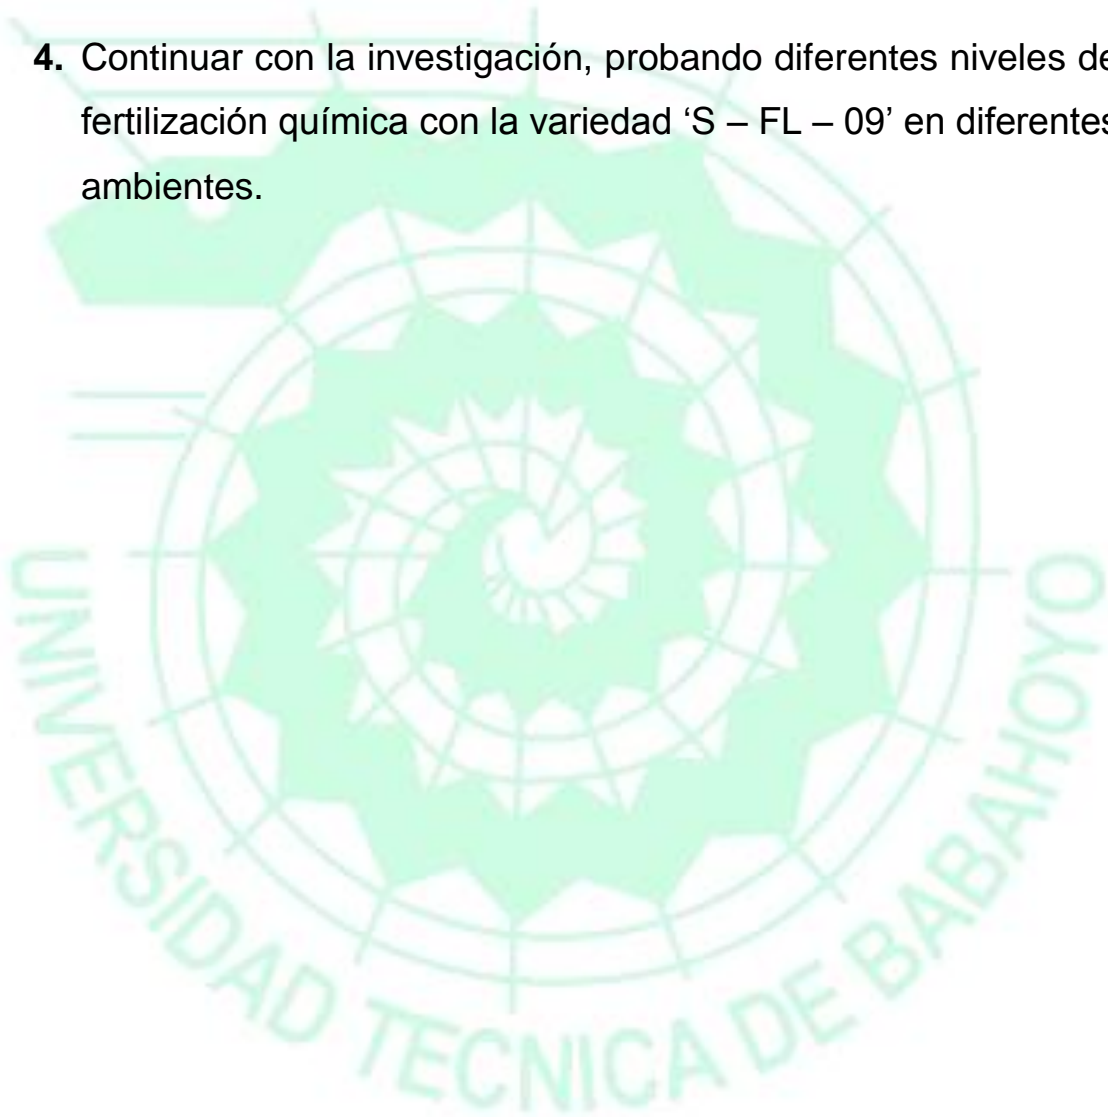 4. Continuar con la investigación, probando diferentes niveles de
fertilización química con la variedad ‘S – FL – 09’ en diferentes
ambientes.
UNIVERSIDAD TECNICA DE BABAHOYO